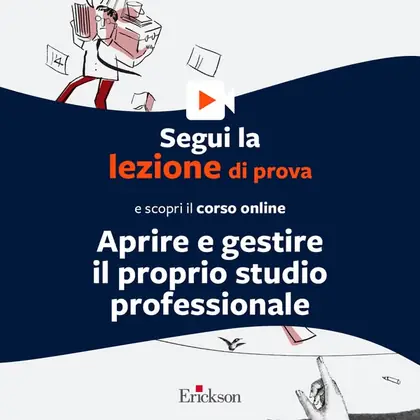 Segui la
lezione di prova
e scopri il corso online
Aprire e gestire
il proprio studio
professionale
Erickson